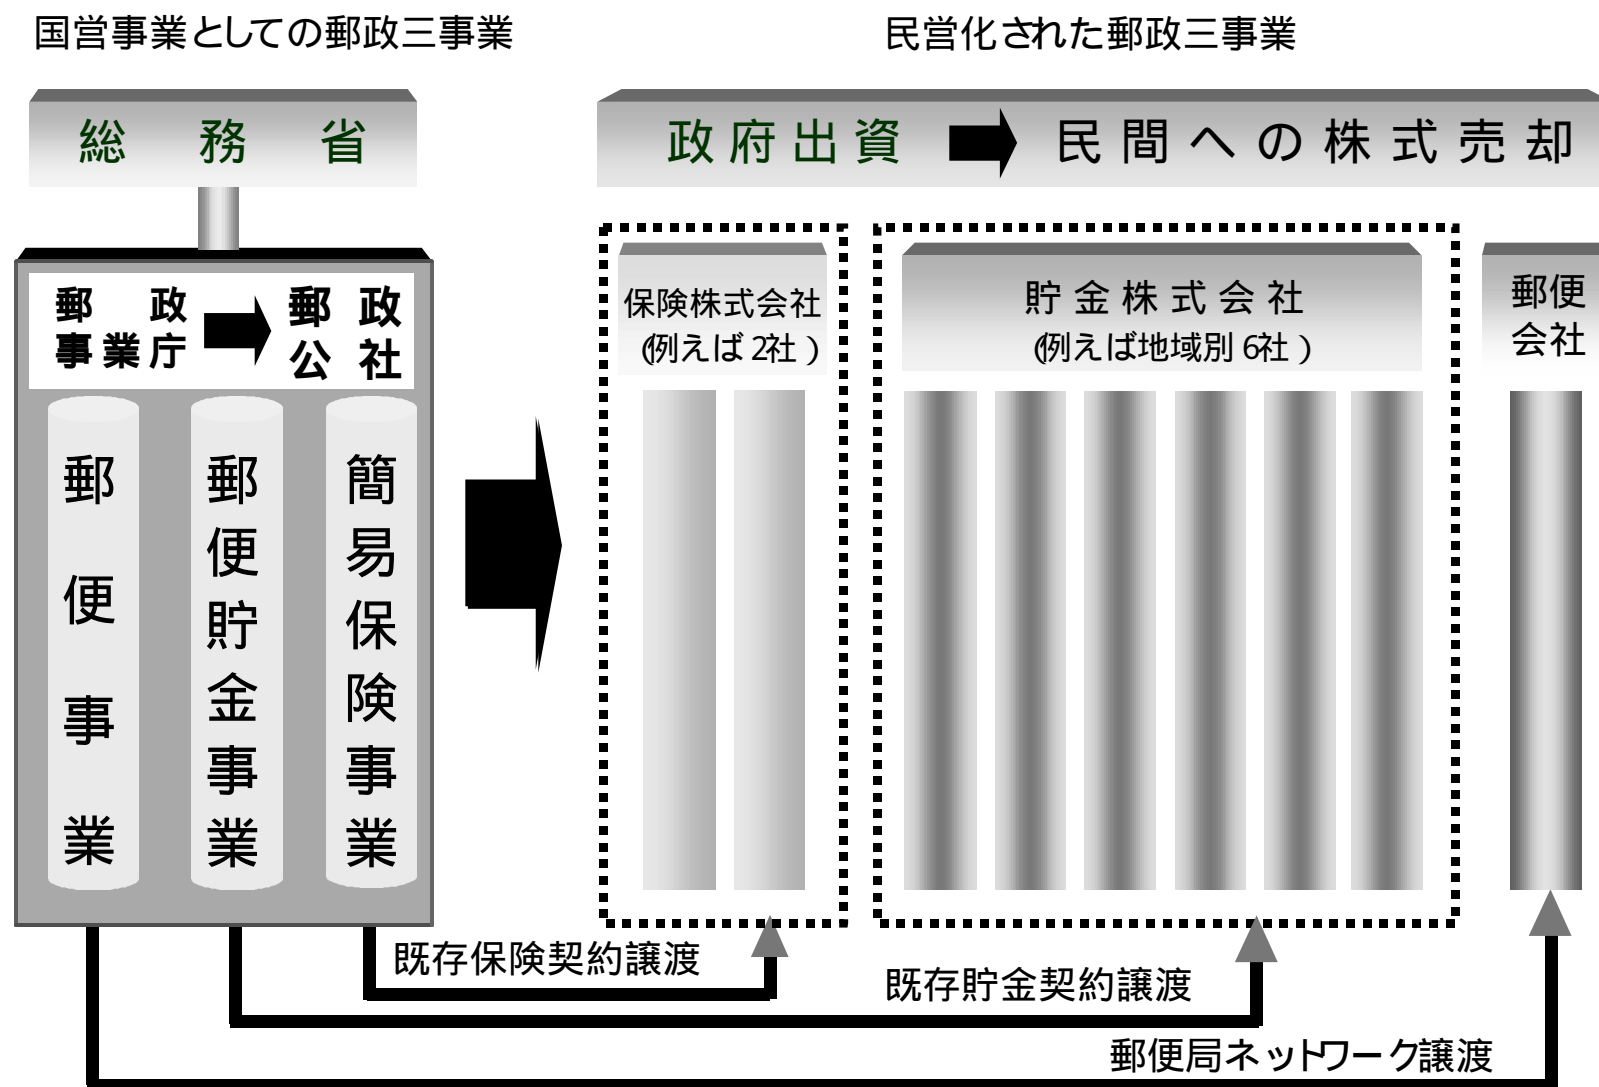 国営事業としての郵政三事業
民営化された郵政三事業
総務省
政府出資
民間への株式売却
郵政
事業庁
郵政
公社
郵便事業
郵便貯金事業
簡易保険事業
保険株式会社
(例えば2社)
貯金株式会社
(例えば地域別6社)
郵便
会社
既存保険契約譲渡
既存貯金契約譲渡
郵便局ネットワーク譲渡